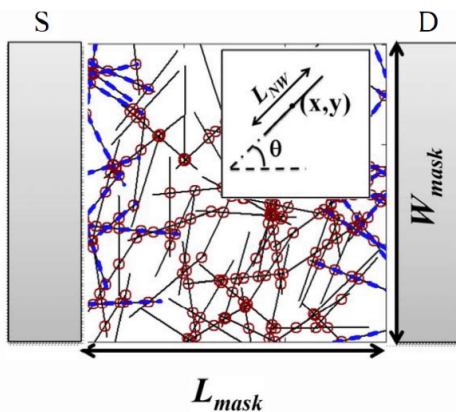 S D
L_NW
(x,y)
θ
W_mask
L_mask